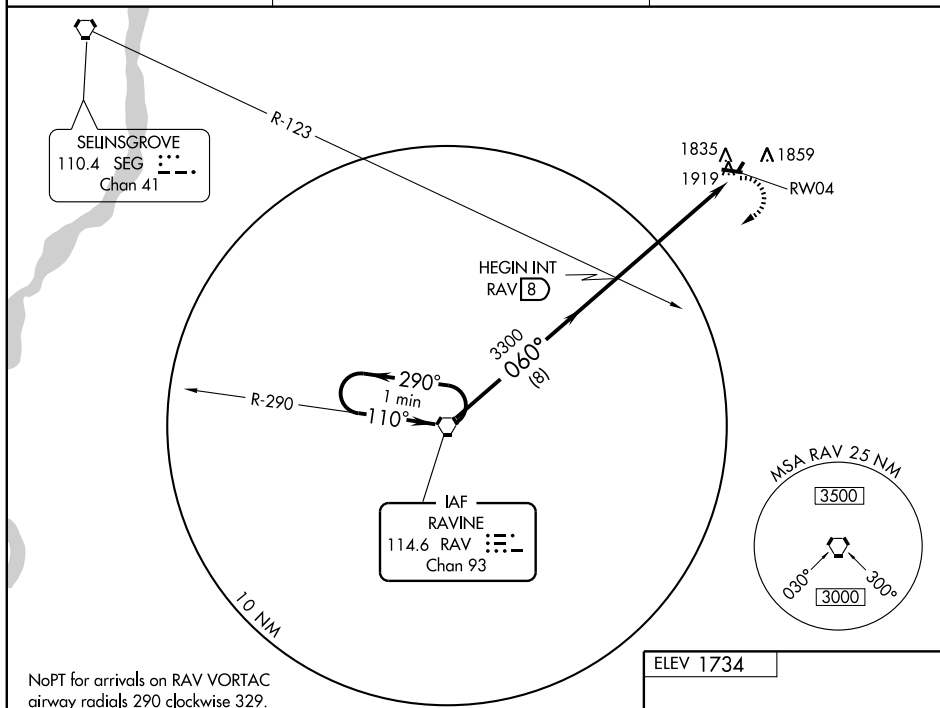 R-123
SELINSGROVE
110.4 SEG
Chan 41
1835
1859
1919
RW04
HEGIN INT
RAV 8
3300
060°
(8)
290°
1 min
110°
R-290
IAF
RAVINE
114.6 RAV
Chan 93
MSA RAV 25 NM
3500
030°
300°
3000
10 NM
NoPT for arrivals on RAV VORTAC
airway radials 290 clockwise 329.
ELEV 1734